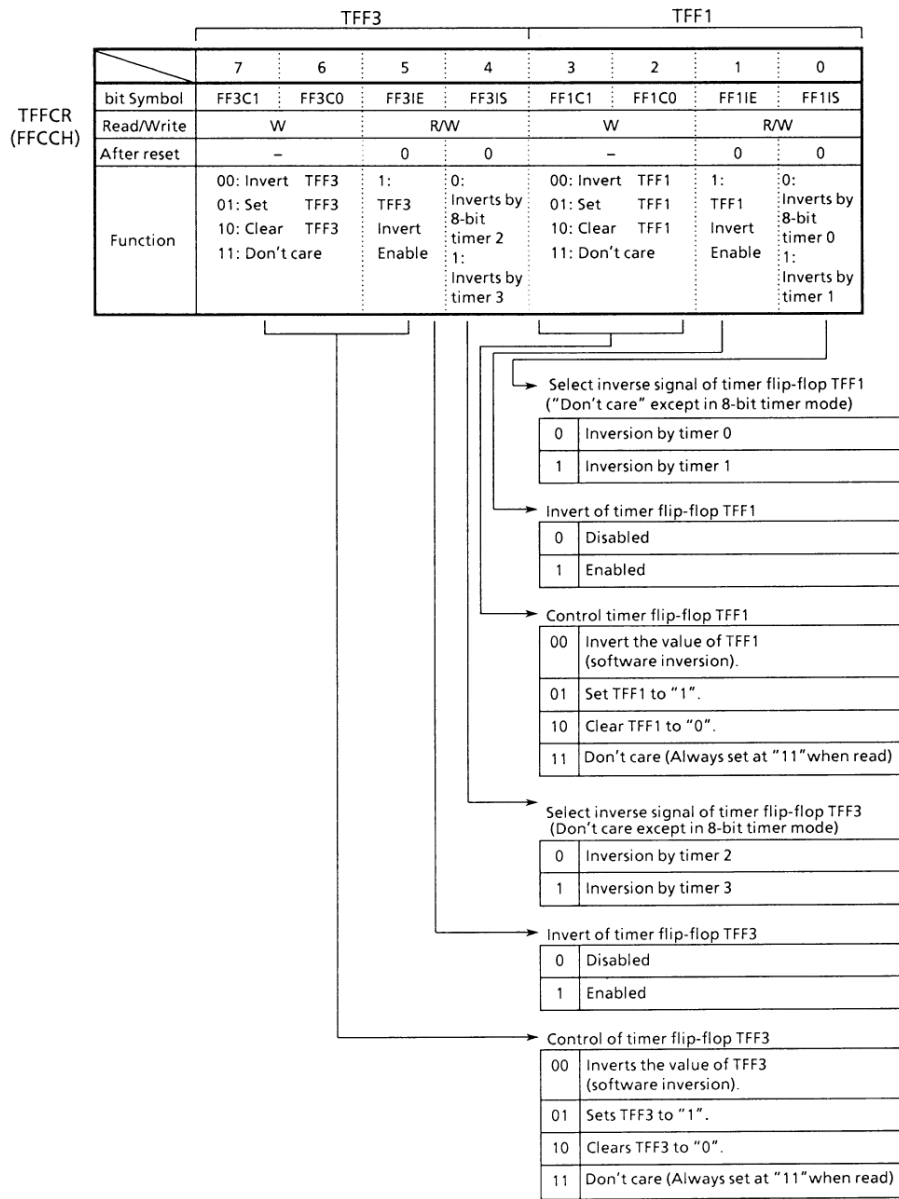 TFF3 TFF1
7 6 5 4 3 2 1 0
bit Symbol FF3C1 FF3C0 FF3IE FF3IS FF1C1 FF1C0 FF1IE FF1IS
TFFCR
(FFCCH)
Read/Write W R/W W R/W
After reset – 0 0 – 0 0
Function
00: Invert TFF3
01: Set TFF3
10: Clear TFF3
11: Don't care
1:
TFF3
Invert
Enable
0:
Inverts by
8-bit
timer 2
1:
Inverts by
timer 3
00: Invert TFF1
01: Set TFF1
10: Clear TFF1
11: Don't care
1:
TFF1
Invert
Enable
0:
Inverts by
8-bit
timer 0
1:
Inverts by
timer 1
Select inverse signal of timer flip-flop TFF1
("Don't care" except in 8-bit timer mode)
0 Inversion by timer 0
1 Inversion by timer 1
Invert of timer flip-flop TFF1
0 Disabled
1 Enabled
Control timer flip-flop TFF1
00 Invert the value of TFF1
(software inversion).
01 Set TFF1 to "1".
10 Clear TFF1 to "0".
11 Don't care (Always set at "11" when read)
Select inverse signal of timer flip-flop TFF3
(Don't care except in 8-bit timer mode)
0 Inversion by timer 2
1 Inversion by timer 3
Invert of timer flip-flop TFF3
0 Disabled
1 Enabled
Control of timer flip-flop TFF3
00 Inverts the value of TFF3
(software inversion).
01 Sets TFF3 to "1".
10 Clears TFF3 to "0".
11 Don't care (Always set at "11" when read)